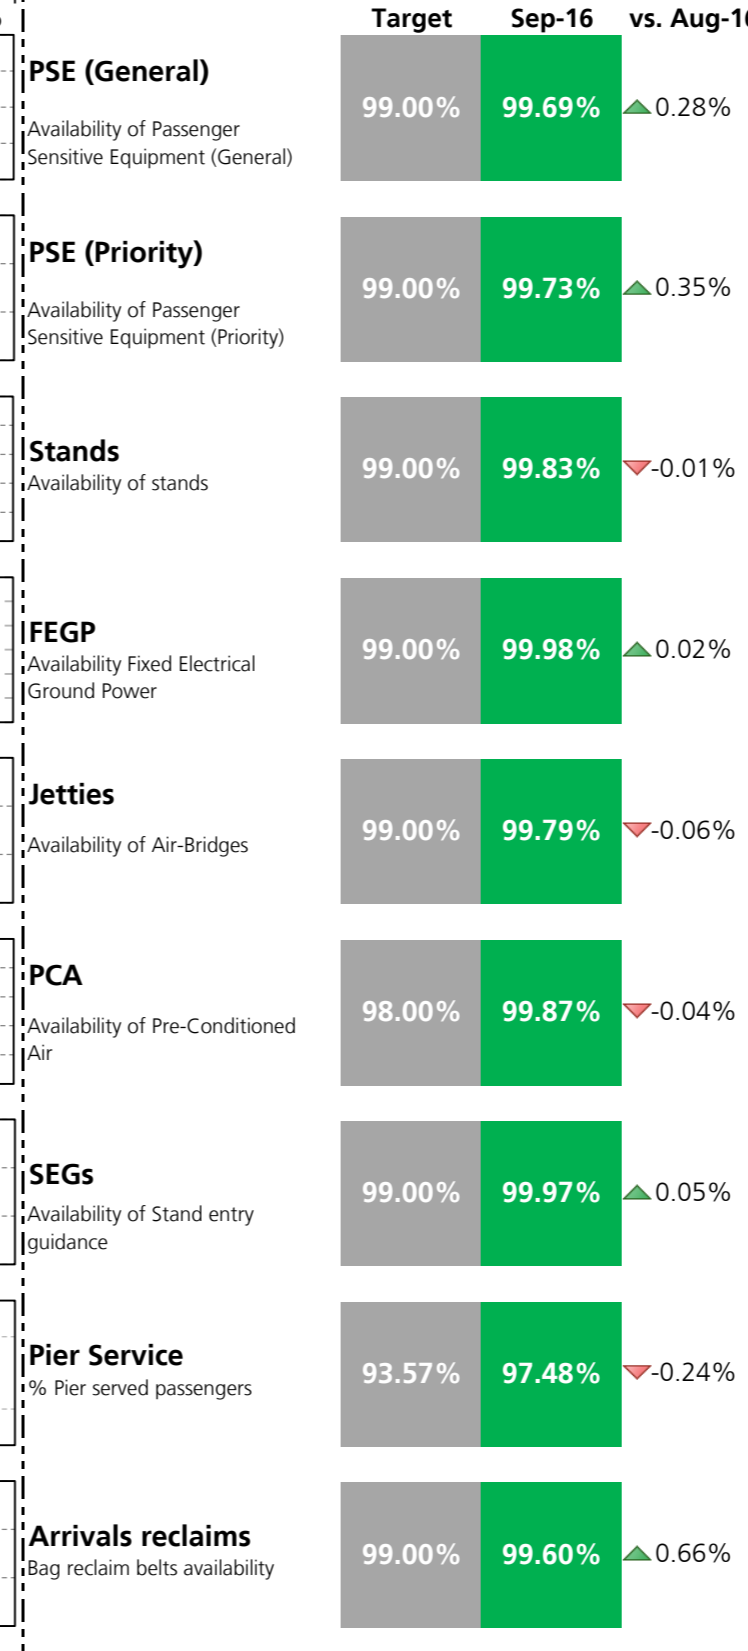 Target Sep-16 vs. Aug-16
PSE (General)
99.00% 99.69% 0.28%
Availability of Passenger
Sensitive Equipment (General)
PSE (Priority)
99.00% 99.73% 0.35%
Availability of Passenger
Sensitive Equipment (Priority)
Stands
99.00% 99.83% -0.01%
Availability of stands
FEGP
99.00% 99.98% 0.02%
Availability Fixed Electrical
Ground Power
Jetties
99.00% 99.79% -0.06%
Availability of Air-Bridges
PCA
98.00% 99.87% -0.04%
Availability of Pre-Conditioned
Air
SEGs
99.00% 99.97% 0.05%
Availability of Stand entry
guidance
Pier Service
93.57% 97.48% -0.24%
% Pier served passengers
Arrivals reclaims
99.00% 99.60% 0.66%
Bag reclaim belts availability